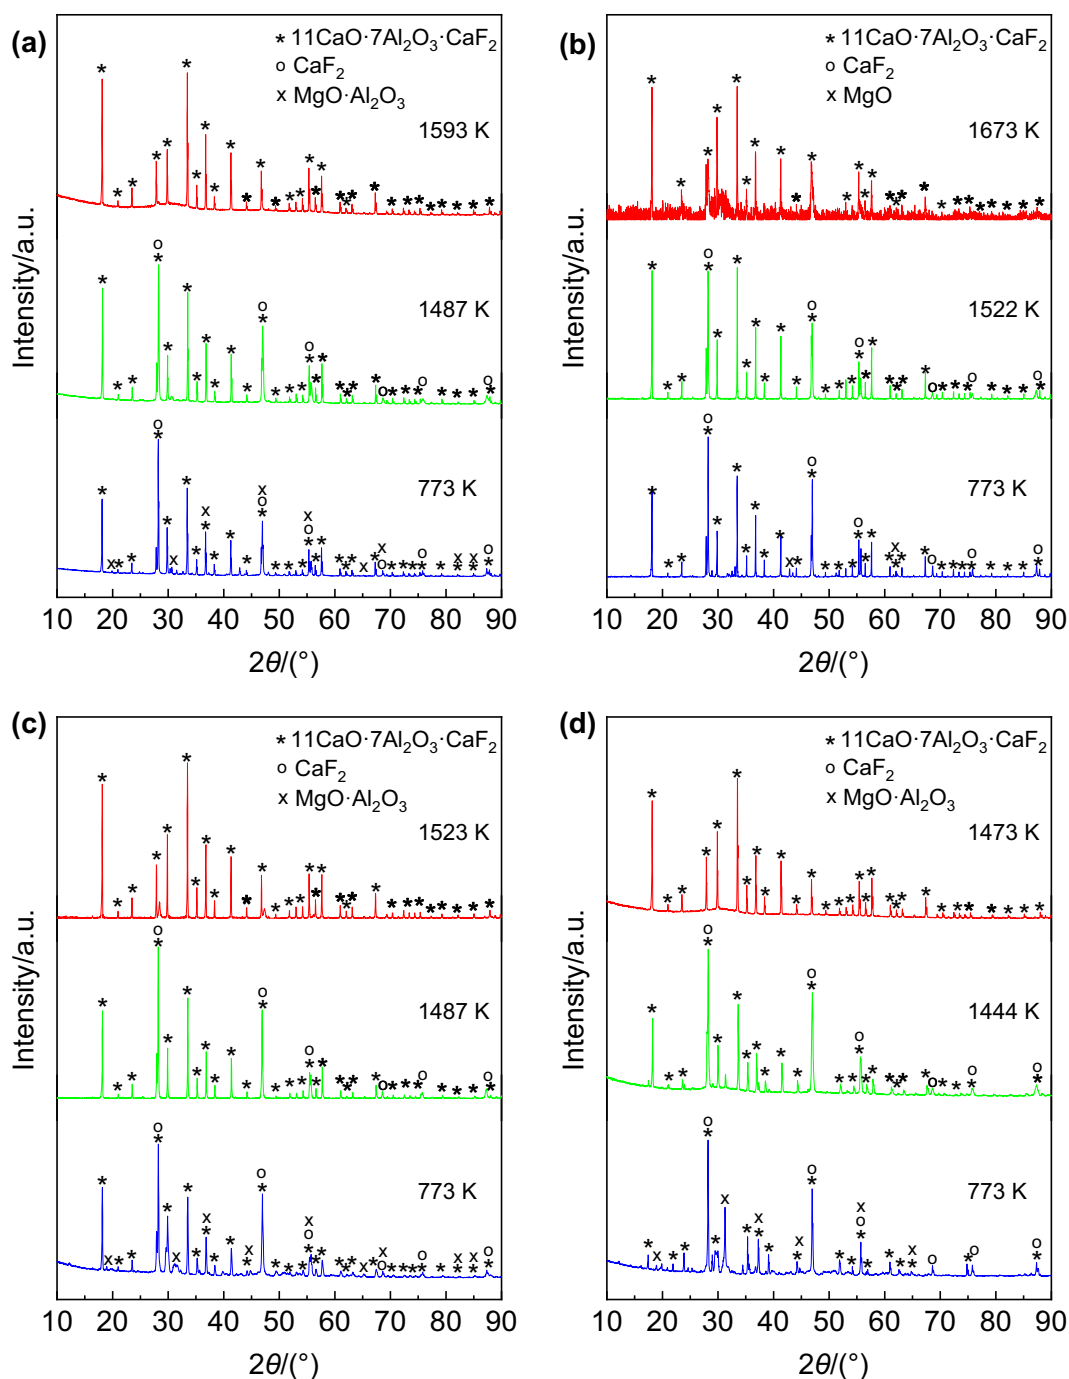 (a)
* 11CaO·7Al₂O₃·CaF₂
o CaF₂
x MgO·Al₂O₃
1593 K
1487 K
773 K
Intensity/a.u.
10 20 30 40 50 60 70 80 90
2θ/(°)
(b)
* 11CaO·7Al₂O₃·CaF₂
o CaF₂
x MgO
1673 K
1522 K
773 K
Intensity/a.u.
10 20 30 40 50 60 70 80 90
2θ/(°)
(c)
* 11CaO·7Al₂O₃·CaF₂
o CaF₂
x MgO·Al₂O₃
1523 K
1487 K
773 K
Intensity/a.u.
10 20 30 40 50 60 70 80 90
2θ/(°)
(d)
* 11CaO·7Al₂O₃·CaF₂
o CaF₂
x MgO·Al₂O₃
1473 K
1444 K
773 K
Intensity/a.u.
10 20 30 40 50 60 70 80 90
2θ/(°)